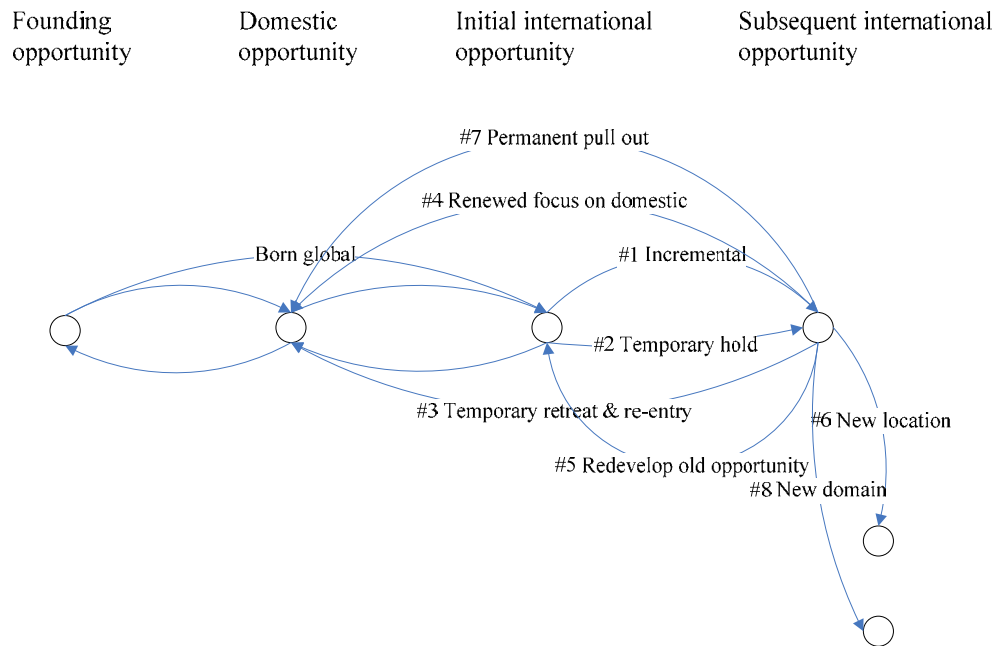 Founding
opportunity
Domestic
opportunity
Initial international
opportunity
Subsequent international
opportunity
#7 Permanent pull out
#4 Renewed focus on domestic
Born global
#1 Incremental
#2 Temporary hold
#3 Temporary retreat & re-entry
#6 New location
#5 Redevelop old opportunity
#8 New domain